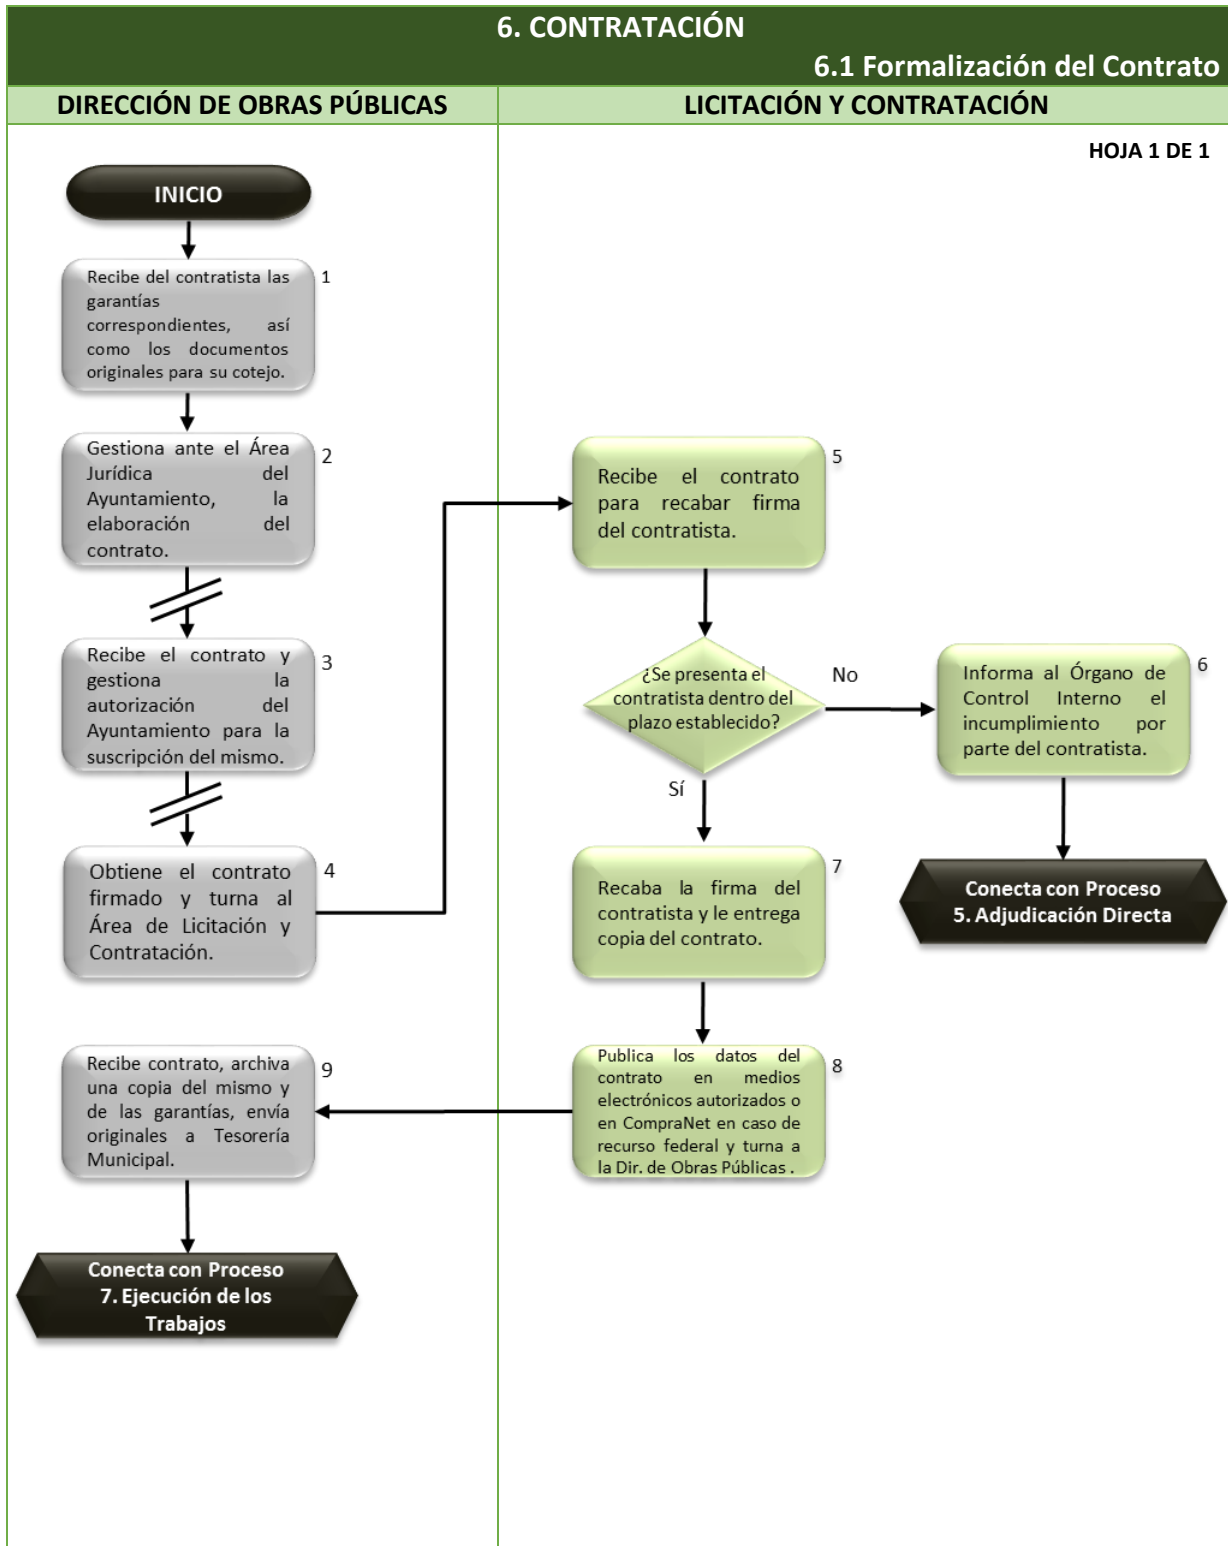 6. CONTRATACIÓN
6.1 Formalización del Contrato
DIRECCIÓN DE OBRAS PÚBLICAS
LICITACIÓN Y CONTRATACIÓN
HOJA 1 DE 1
INICIO
Recibe del contratista las
garantías
correspondientes, así
como los documentos
originales para su cotejo.
1
Gestiona ante el Área
Jurídica del
Ayuntamiento, la
elaboración del
contrato.
2
Recibe el contrato y
gestiona la
autorización del
Ayuntamiento para la
suscripción del mismo.
3
Obtiene el contrato
firmado y turna al
Área de Licitación y
Contratación.
4
Recibe el contrato
para recabar firma
del contratista.
5
¿Se presenta el
contratista dentro del
plazo establecido?
No
Informa al Órgano de
Control Interno el
incumplimiento por
parte del contratista.
6
Conecta con Proceso
5. Adjudicación Directa
Sí
Recaba la firma del
contratista y le entrega
copia del contrato.
7
Publica los datos del
contrato en medios
electrónicos autorizados o
en CompraNet en caso de
recurso federal y turna a
la Dir. de Obras Públicas .
8
Recibe contrato, archiva
una copia del mismo y
de las garantías, envía
originales a Tesorería
Municipal.
9
Conecta con Proceso
7. Ejecución de los
Trabajos